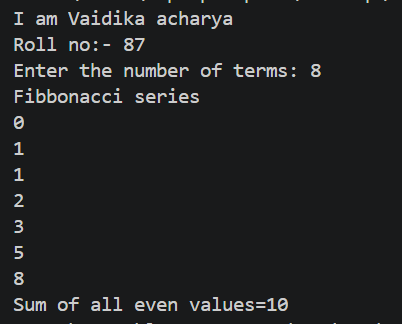 I am Vaidika acharya
Roll no:- 87
Enter the number of terms: 8
Fibbonacci series
0
1
1
2
3
5
8
Sum of all even values=10